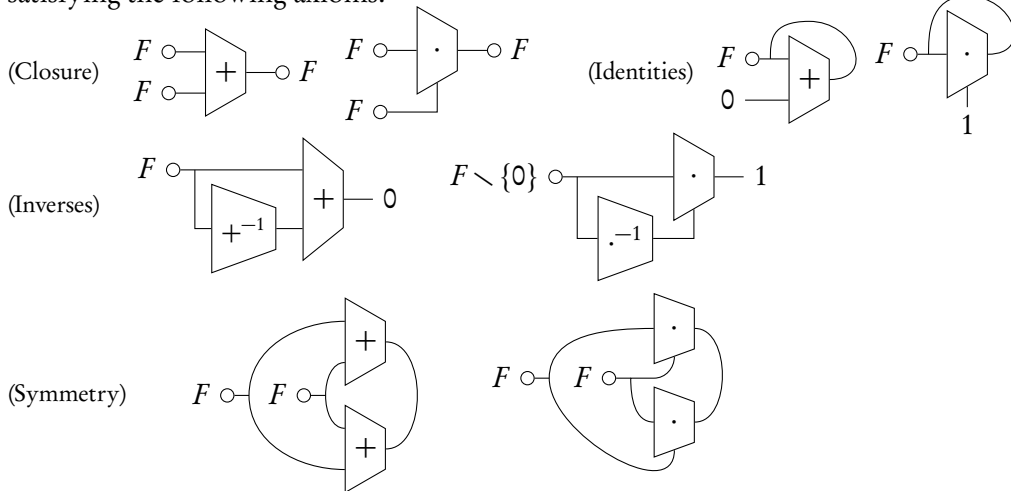 satisfying the following axioms:
(Closure) F F + F F · F F (Identities) F 0 + F · 1
(Inverses) F +⁻¹ + 0 F ∖ {0} ·⁻¹ · 1
(Symmetry) F F + + F F · ·